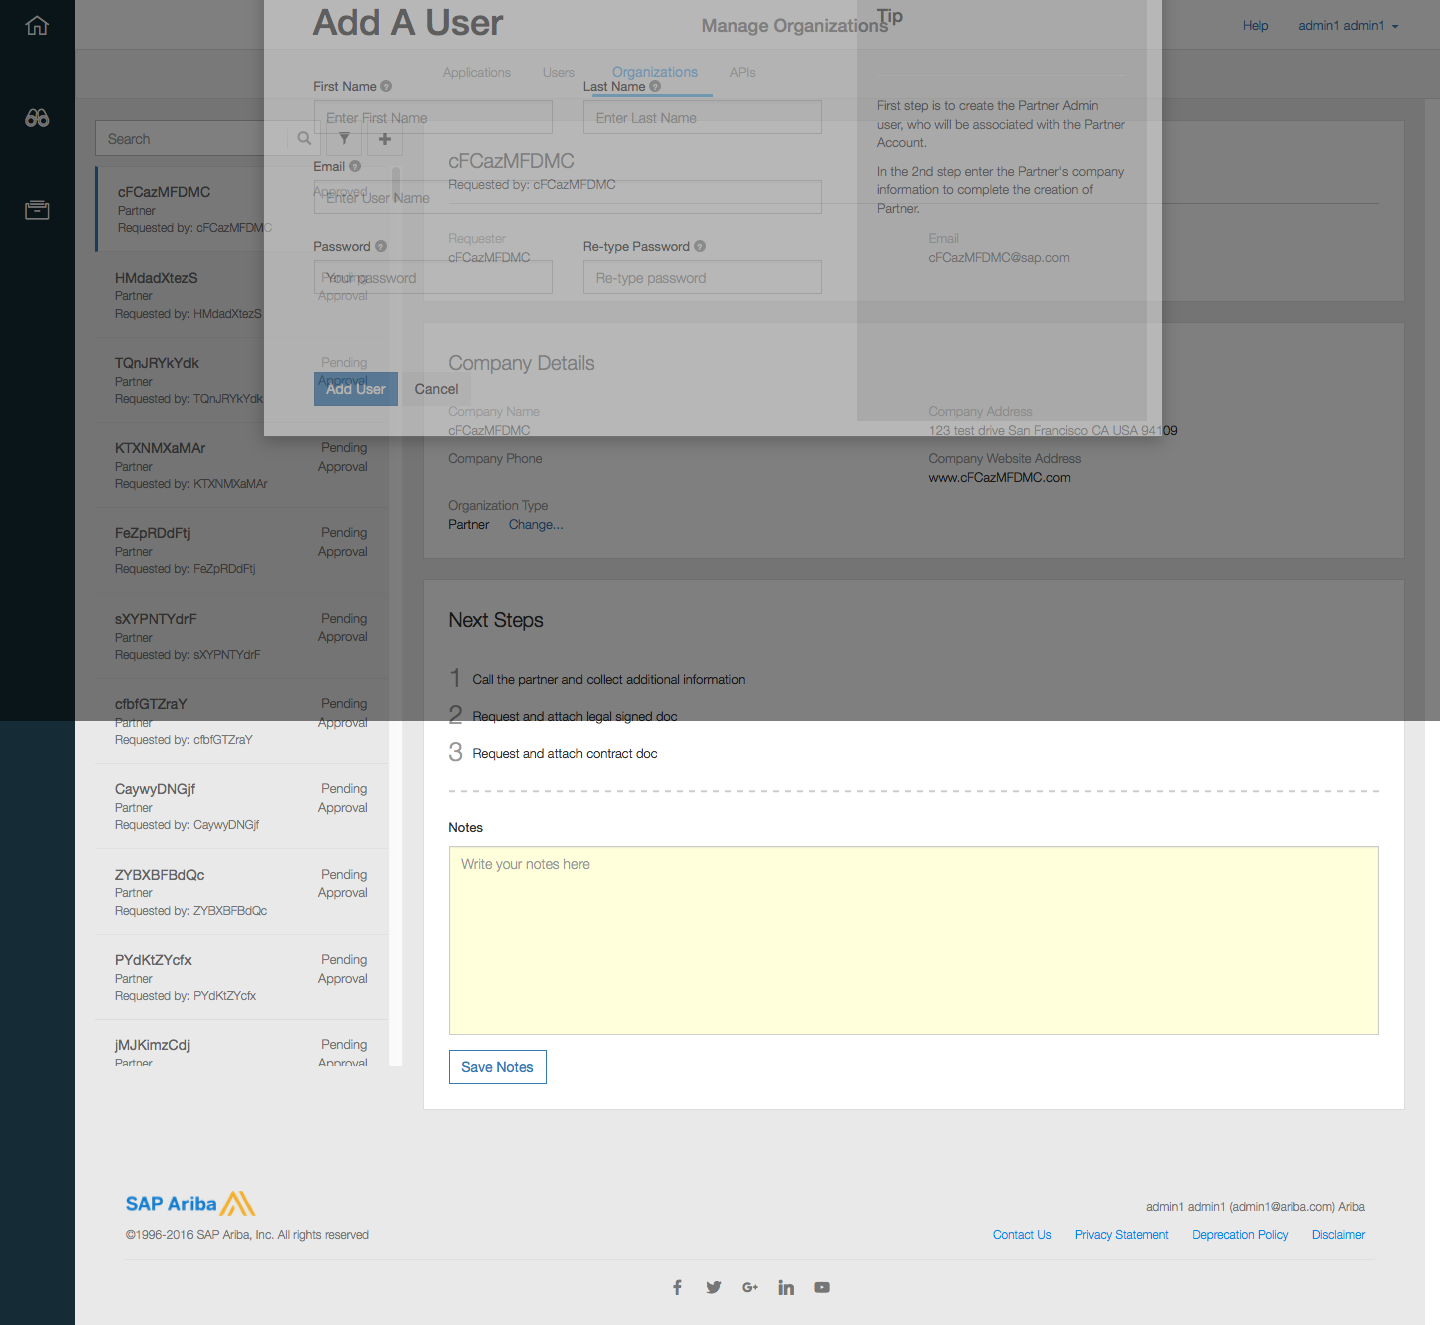 Add A User
Manage Organizations
Tip
Help
admin1 admin1
Applications
Users
Organizations
APIs
First Name
Last Name
Enter First Name
Enter Last Name
First step is to create the Partner Admin
user, who will be associated with the Partner
Account.
Search
Email
cFCazMFDMC
Requested by: cFCazMFDMC
Enter User Name
In the 2nd step enter the Partner's company
information to complete the creation of
Partner.
cFCazMFDMC
Approved
Partner
Requested by: cFCazMFDMC
Requester
cFCazMFDMC
Email
cFCazMFDMC@sap.com
Password
Re-type Password
Your password
Re-type password
HMdadXtezS
Pending
Partner
Approval
Requested by: HMdadXtezS
Company Details
TQnJRYkYdk
Pending
Partner
Approval
Requested by: TQnJRYkYdk
Add User
Cancel
Company Name
cFCazMFDMC
Company Address
123 test drive San Francisco CA USA 94109
Company Phone
Company Website Address
www.cFCazMFDMC.com
Organization Type
Partner
Change...
KTXNMXaMAr
Pending
Partner
Approval
Requested by: KTXNMXaMAr
FeZpRDdFtj
Pending
Partner
Approval
Requested by: FeZpRDdFtj
sXYPNTYdrF
Pending
Partner
Approval
Requested by: sXYPNTYdrF
cfbfGTZraY
Pending
Partner
Approval
Requested by: cfbfGTZraY
CaywyDNGjf
Pending
Partner
Approval
Requested by: CaywyDNGjf
ZYBXBFBdQc
Pending
Partner
Approval
Requested by: ZYBXBFBdQc
PYdKtZYcfx
Pending
Partner
Approval
Requested by: PYdKtZYcfx
jMJKimzCdj
Pending
Partner
Approval
Next Steps
1 Call the partner and collect additional information
2 Request and attach legal signed doc
3 Request and attach contract doc
Notes
Write your notes here
Save Notes
SAP Ariba
admin1 admin1 (admin1@ariba.com) Ariba
©1996-2016 SAP Ariba, Inc. All rights reserved
Contact Us
Privacy Statement
Deprecation Policy
Disclaimer